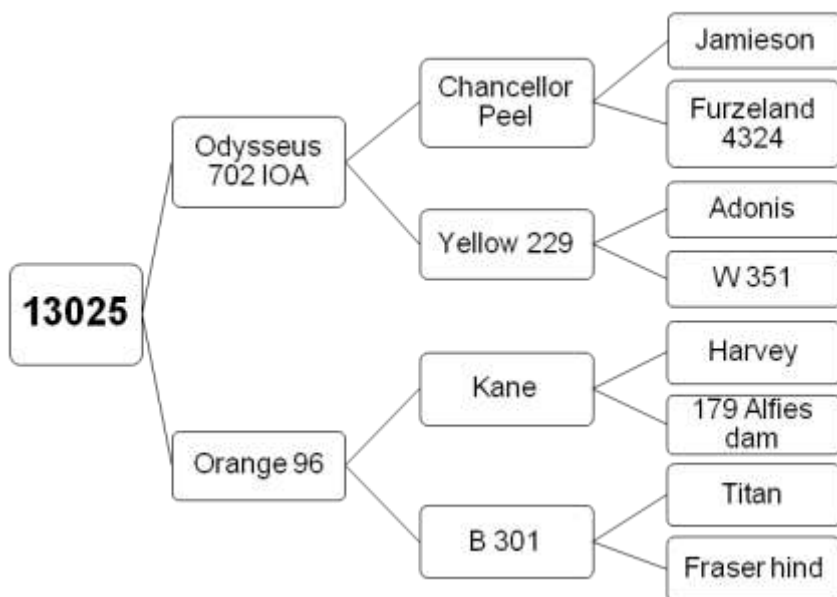 Jamieson
Chancellor
Peel
Furzeland
4324
Odysseus
702 IOA
Adonis
Yellow 229
W 351
13025
Harvey
Kane
179 Alfies
dam
Orange 96
Titan
B 301
Fraser hind